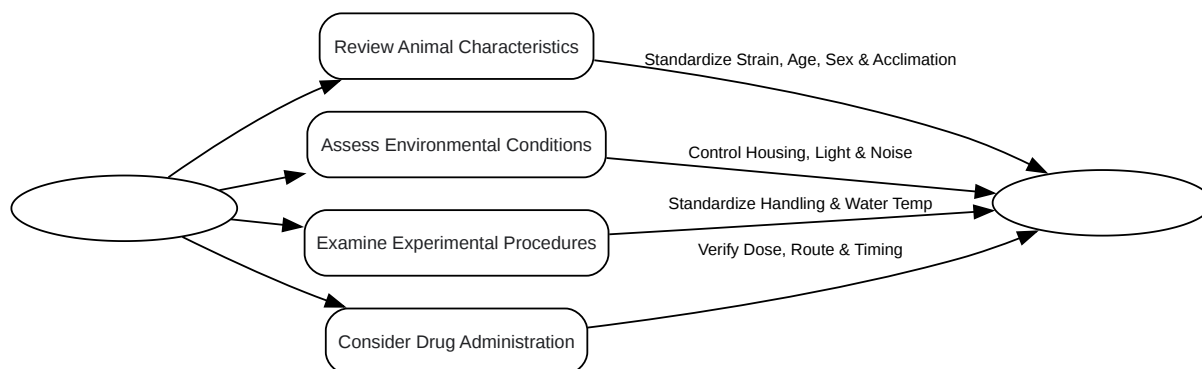 Review Animal Characteristics
Standardize Strain, Age, Sex & Acclimation
Assess Environmental Conditions
Control Housing, Light & Noise
Standardize Handling & Water Temp
Examine Experimental Procedures
Verify Dose, Route & Timing
Consider Drug Administration